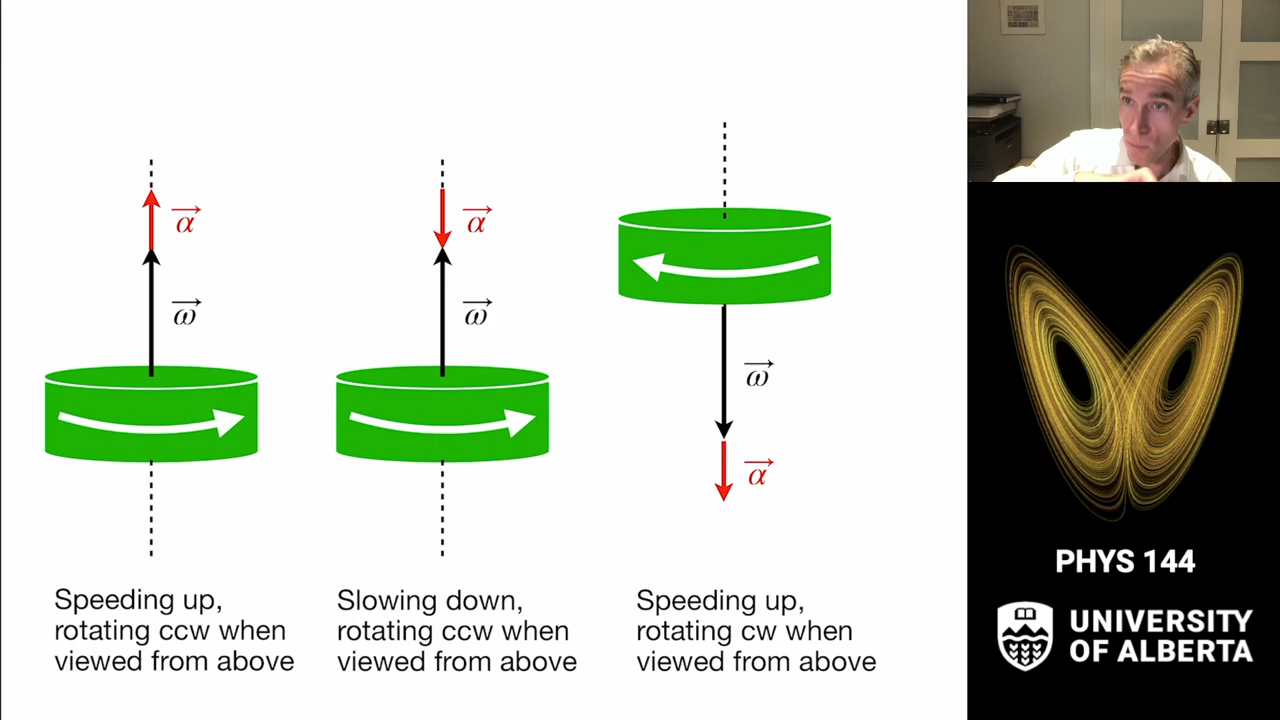 α⃗
ω⃗
Speeding up,
rotating ccw when
viewed from above
α⃗
ω⃗
Slowing down,
rotating ccw when
viewed from above
ω⃗
α⃗
Speeding up,
rotating cw when
viewed from above
PHYS 144
UNIVERSITY
OF ALBERTA